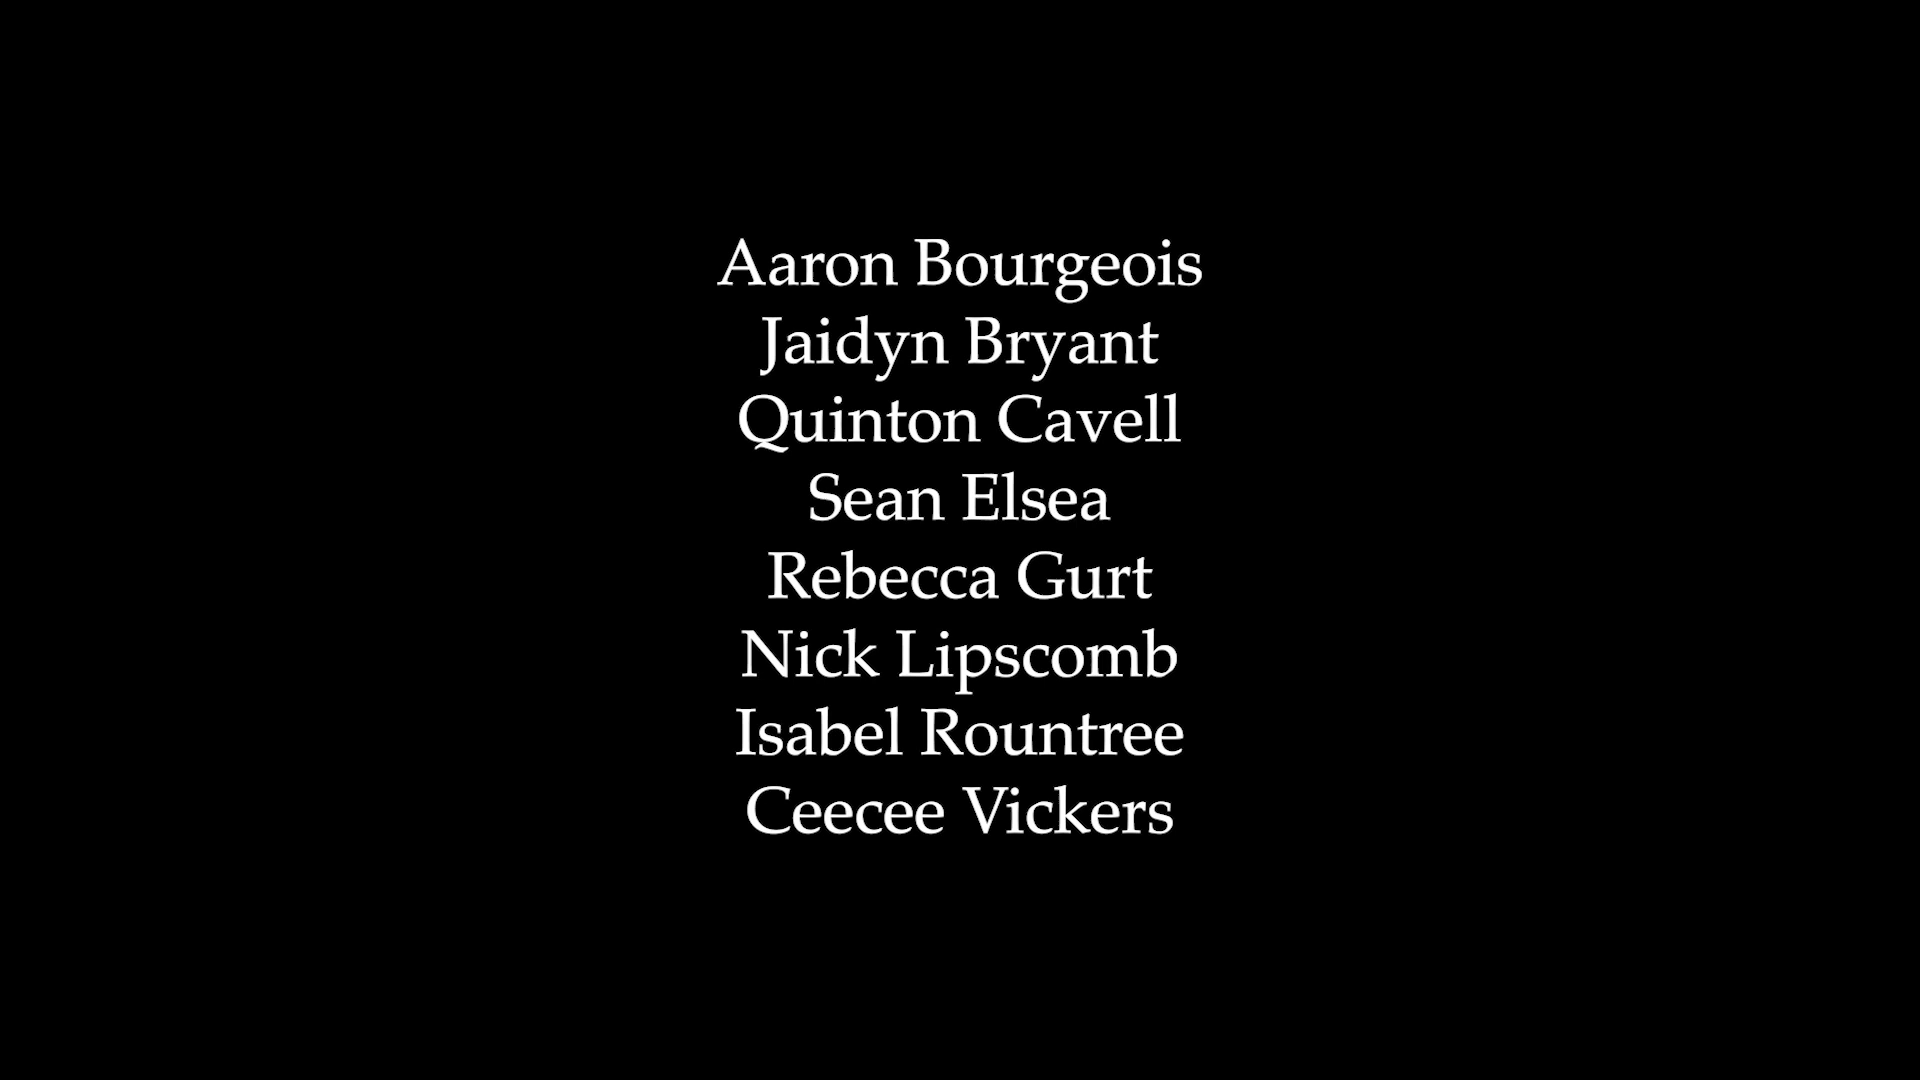 Aaron Bourgeois
Jaidyn Bryant
Quinton Cavell
Sean Elsea
Rebecca Gurt
Nick Lipscomb
Isabel Rountree
Ceecee Vickers